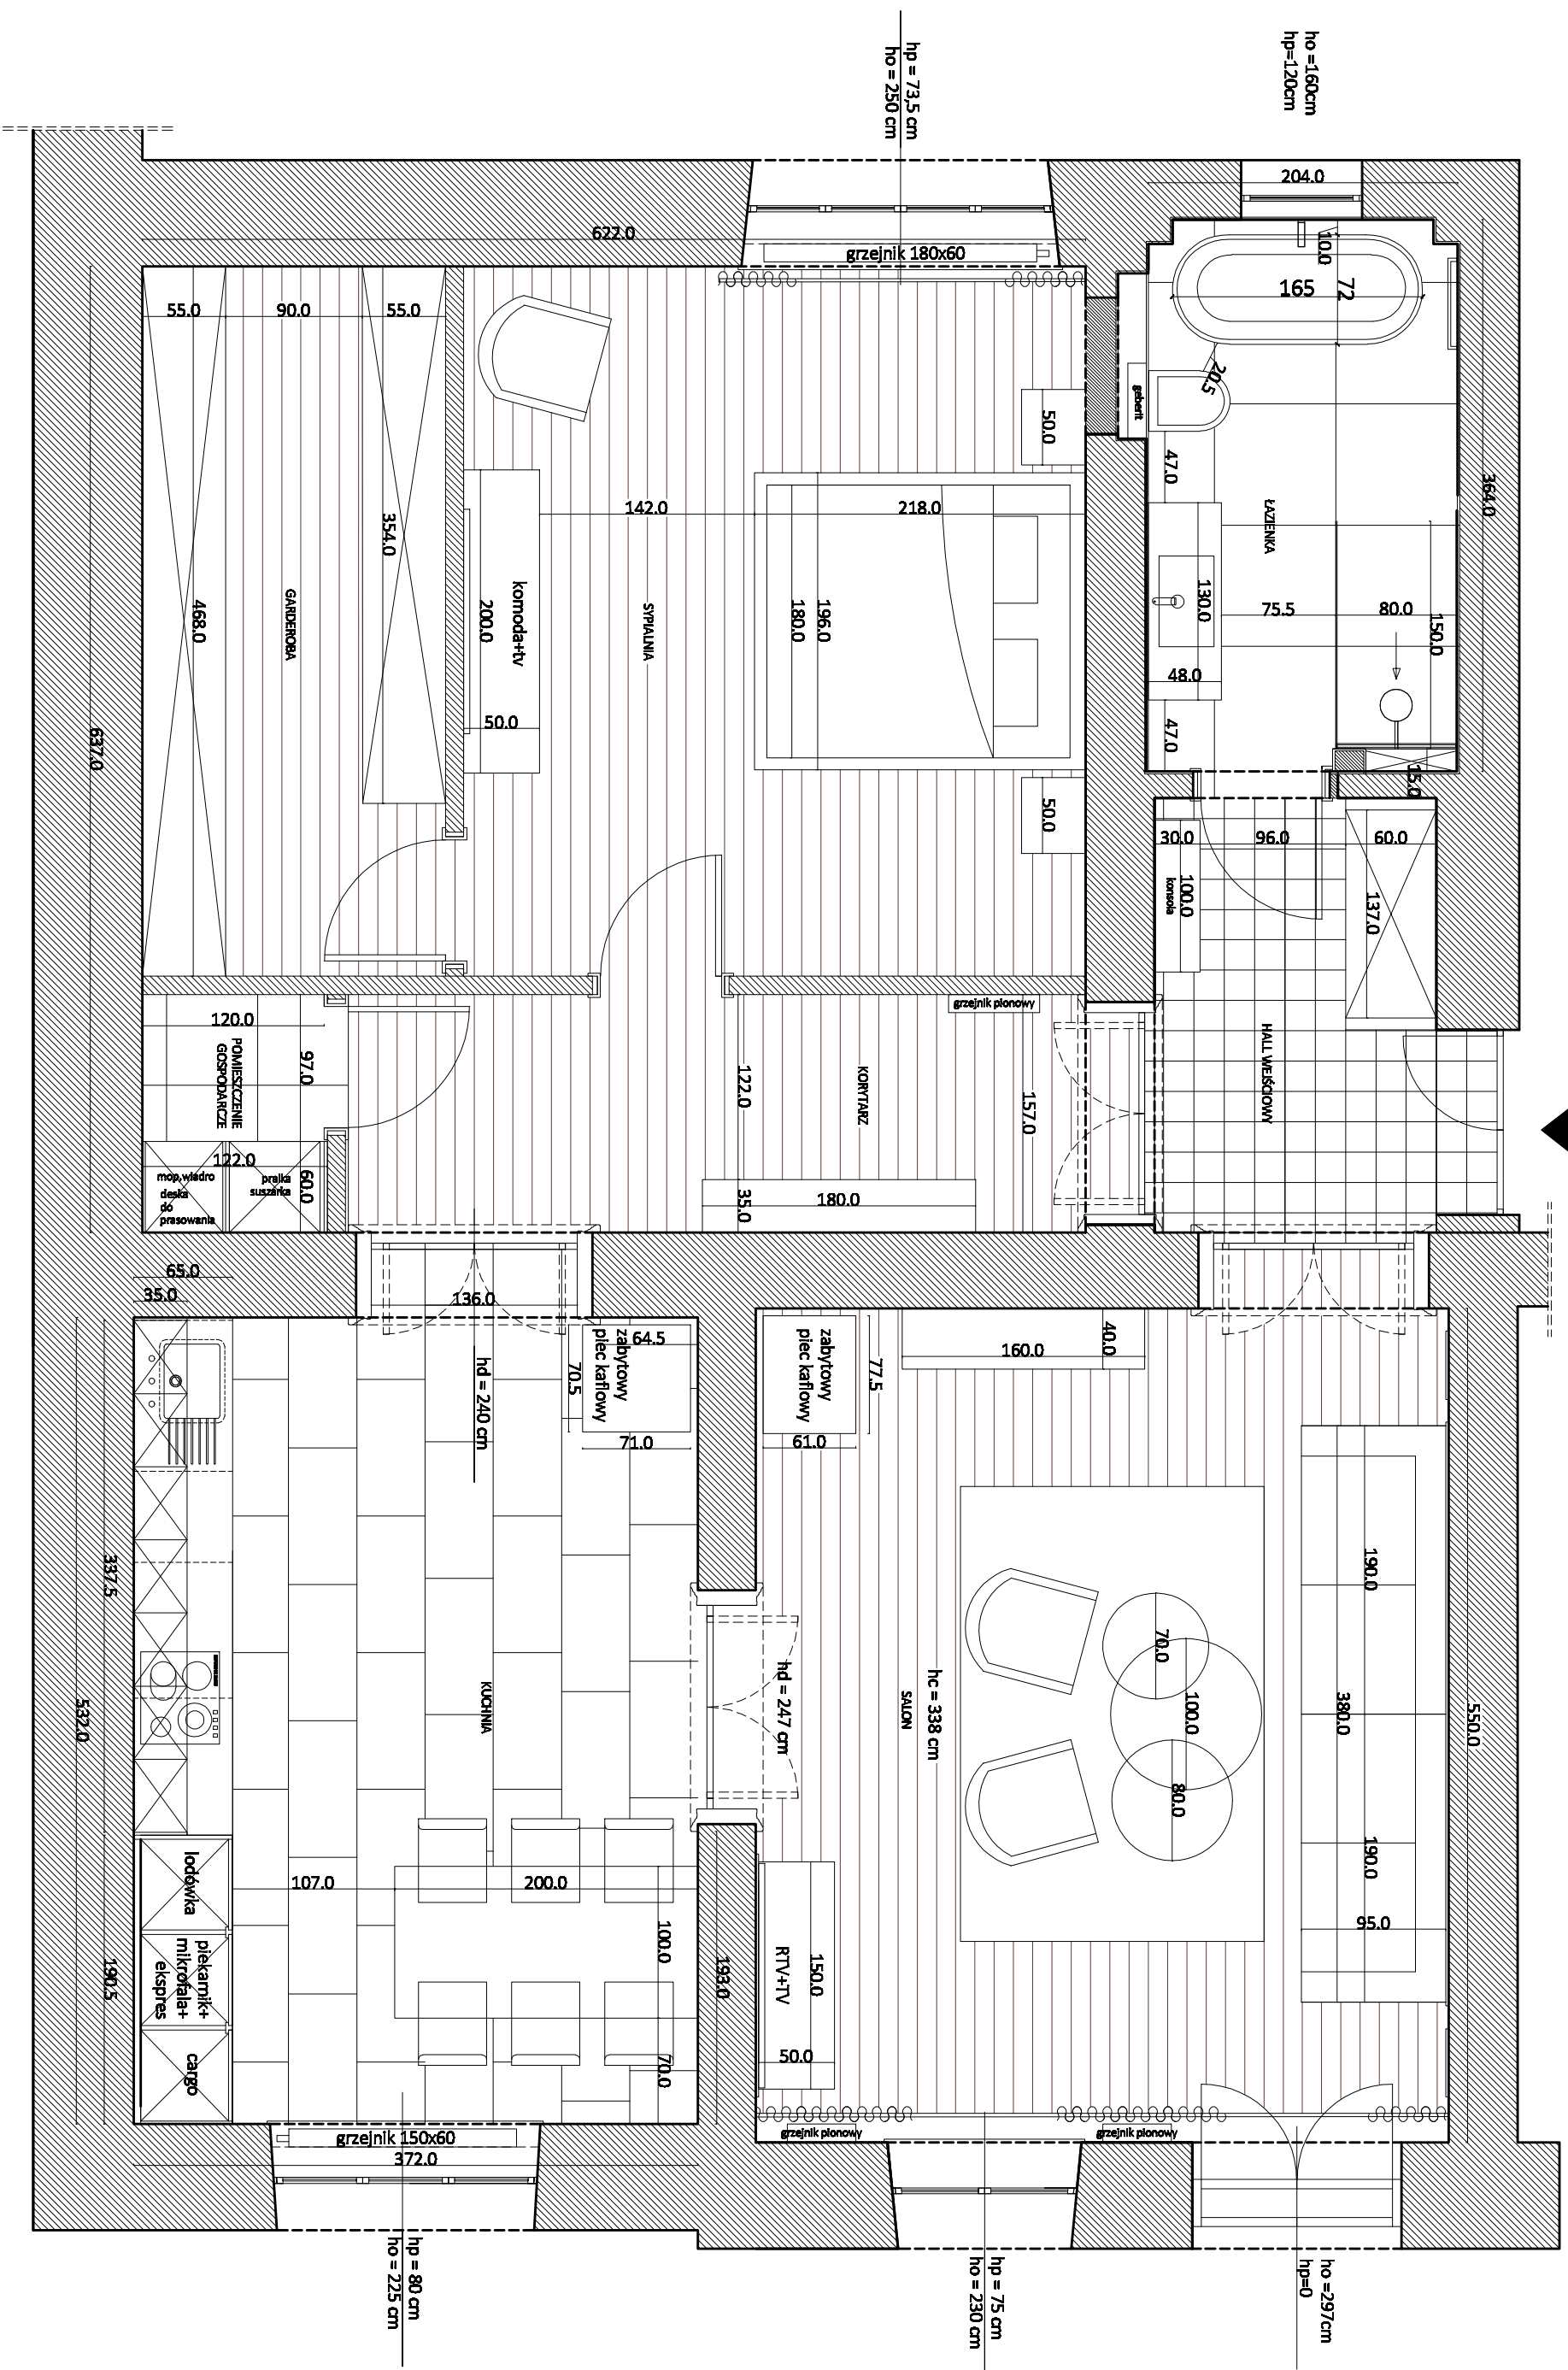 ho =160cm
hp=120cm
hp = 73,5 cm
ho = 250 cm
204.0
622.0
grzejnik 180x60
10.0
165
72
20.5
geberit
47.0
364.0
ŁAZIENKA
130.0
75.5
80.0
150.0
48.0
47.0
15.0
55.0
90.0
55.0
50.0
354.0
142.0
218.0
468.0
GARDEROBA
200.0
komoda+tv
SYPIALNIA
180.0
196.0
50.0
637.0
50.0
30.0
96.0
60.0
100.0
konsola
137.0
grzejnik pionowy
120.0
POMIESZCZENIE
GOSPODARCZE
97.0
122.0
KORYTARZ
157.0
HALL WEJŚCIOWY
122.0
mop,wiadro
deska
do
prasowania
pralka
suszarka
60.0
35.0
180.0
65.0
35.0
136.0
64.5
zabytowy
piec kaflowy
70.5
71.0
hd = 240 cm
zabytowy
piec kaflowy
77.5
61.0
160.0
40.0
337.5
532.0
KUCHNIA
hd = 247 cm
SALON
hc = 338 cm
70.0
100.0
80.0
190.0
380.0
190.0
95.0
550.0
lodówka
107.0
200.0
100.0
193.0
piekarnik+
mikrofala+
ekspres
190.5
RTV+TV
150.0
50.0
cargo
70.0
grzejnik 150x60
372.0
grzejnik pionowy
grzejnik pionowy
hp = 80 cm
ho = 225 cm
hp = 75 cm
ho = 230 cm
ho =297cm
hp=0